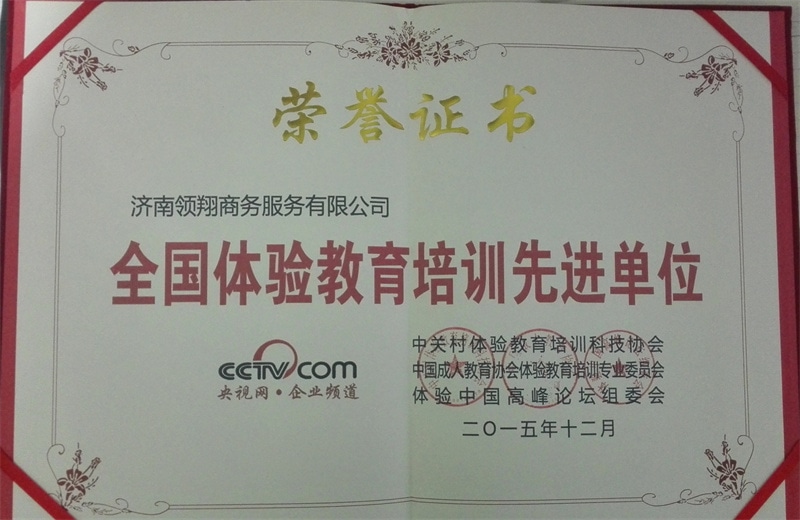 荣誉证书
济南领翔商务服务有限公司
全国体验教育培训先进单位
CCTV.com
央视网·企业频道
中关村体验教育培训科技协会
中国成人教育协会体验教育培训专业委员会
体验中国高峰论坛组委会
二〇一五年十二月